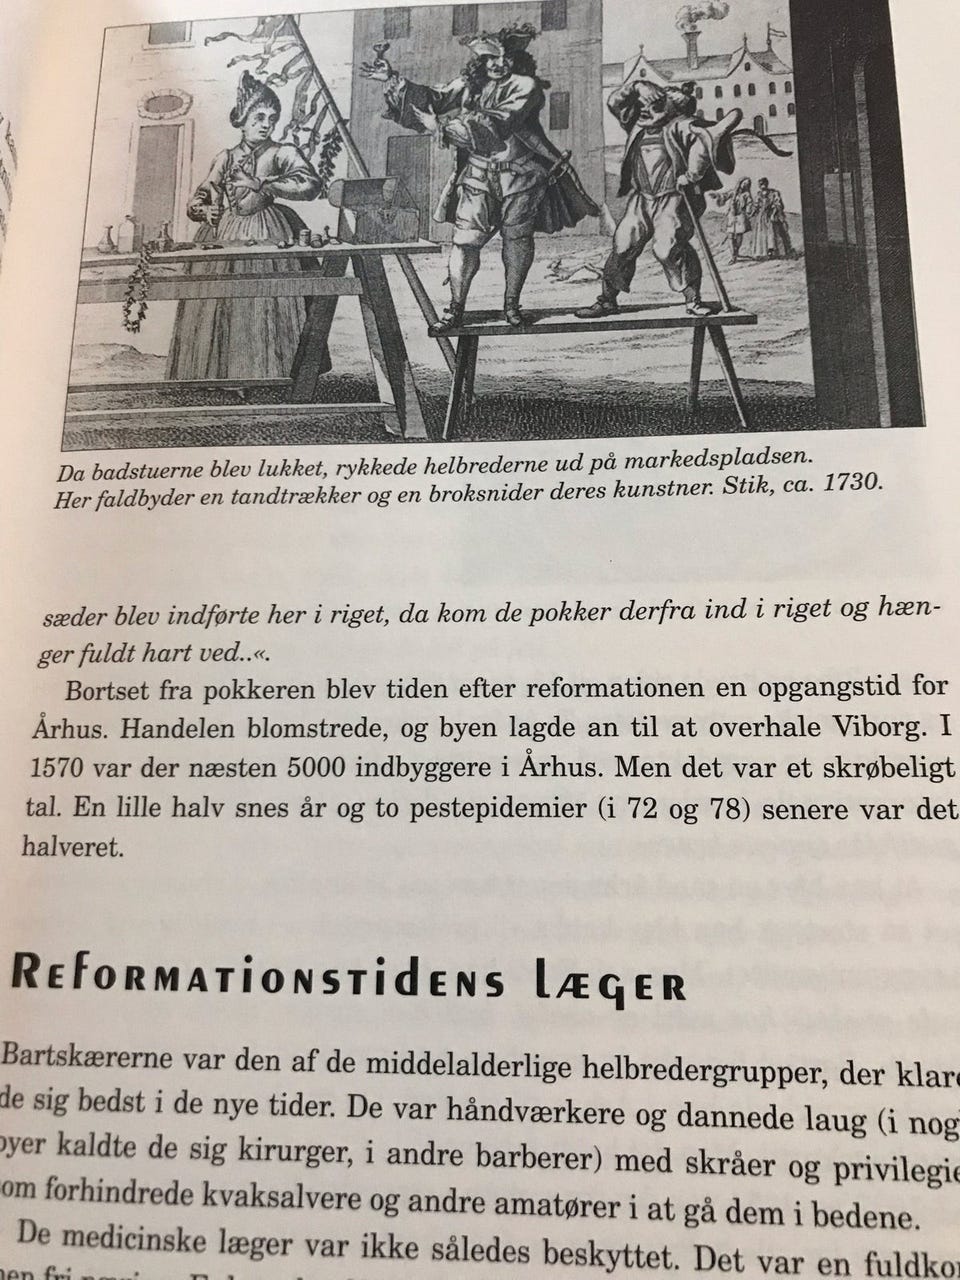 Da badstuerne blev lukket, rykkede helbrederne ud på markedspladsen.
Her faldbyder en tandtrækker og en broksnider deres kunstner. Stik, ca. 1730.
sæder blev indførte her i riget, da kom de pokker derfra ind i riget og hæn-
ger fuldt hart ved..«.
Bortset fra pokkeren blev tiden efter reformationen en opgangstid for
Århus. Handelen blomstrede, og byen lagde an til at overhale Viborg. I
1570 var der næsten 5000 indbyggere i Århus. Men det var et skrøbeligt
tal. En lille halv snes år og to pestepidemier (i 72 og 78) senere var det
halveret.
Reformationstidens læger
Bartskærerne var den af de middelalderlige helbredergrupper, der klare
de sig bedst i de nye tider. De var håndværkere og dannede laug (i nog
byer kaldte de sig kirurger, i andre barberer) med skråer og privilegie
om forhindrede kvaksalvere og andre amatører i at gå dem i bedene.
De medicinske læger var ikke således beskyttet. Det var en fuldkom